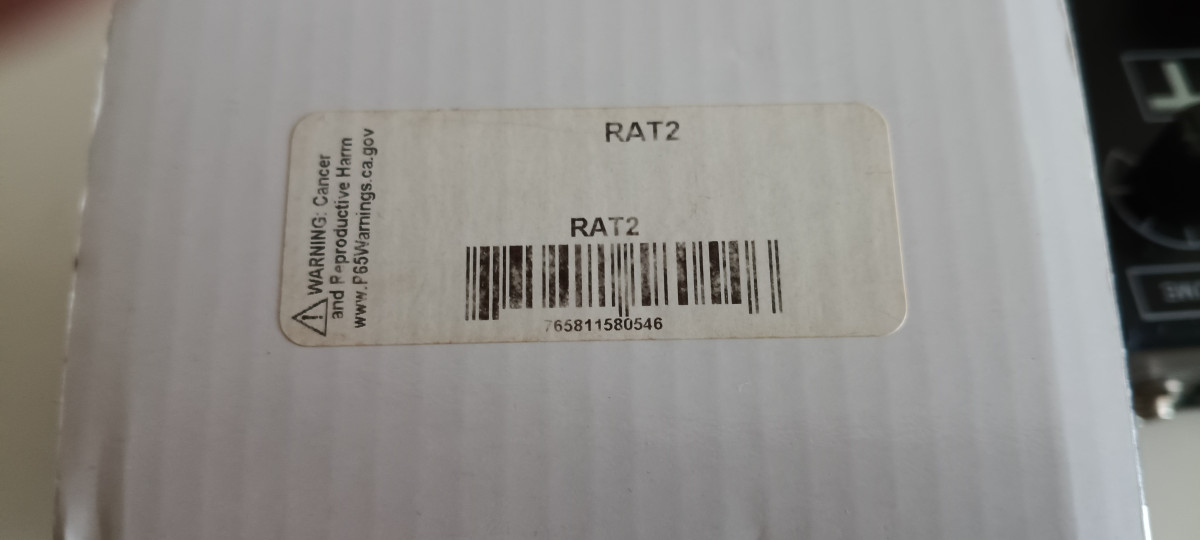 RAT2
RAT2
765811580546
WARNING: Cancer
and Reproductive Harm
www.P65Warnings.ca.gov